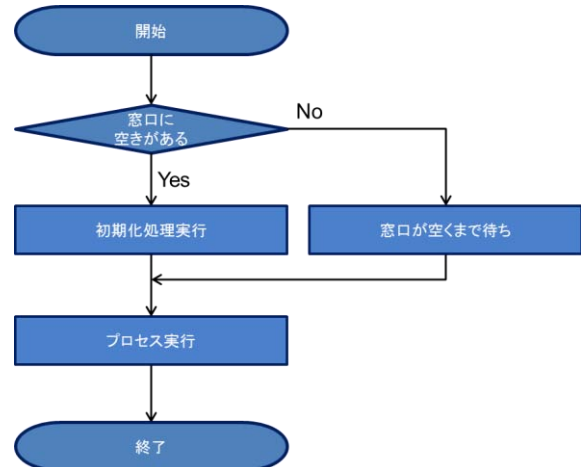 開始
窓口に
空きがある
No
Yes
初期化処理実行
窓口が空くまで待ち
プロセス実行
終了